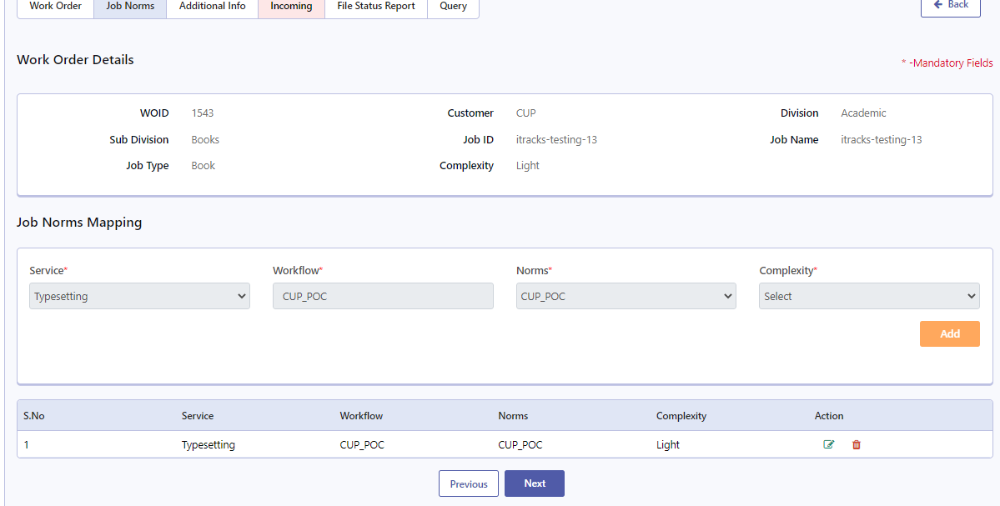 Work Order Job Norms Additional Info Incoming File Status Report Query Back
Work Order Details
* -Mandatory Fields
WOID 1543 Customer CUP Division Academic
Sub Division Books Job ID itracks-testing-13 Job Name itracks-testing-13
Job Type Book Complexity Light
Job Norms Mapping
Service* Workflow* Norms* Complexity*
Typesetting CUP_POC CUP_POC Select
Add
S.No Service Workflow Norms Complexity Action
1 Typesetting CUP_POC CUP_POC Light
Previous Next